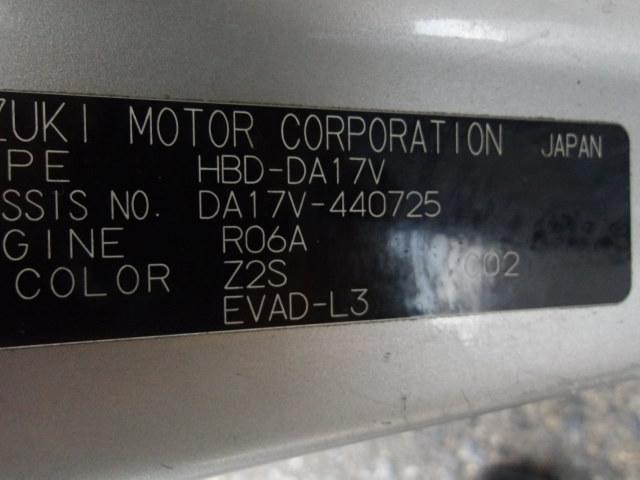 ZUKI MOTOR CORPORATION JAPAN
PE HBD-DA17V
SSIS NO. DA17V-440725
GINE R06A
COLOR Z2S C02
EVAD-L3